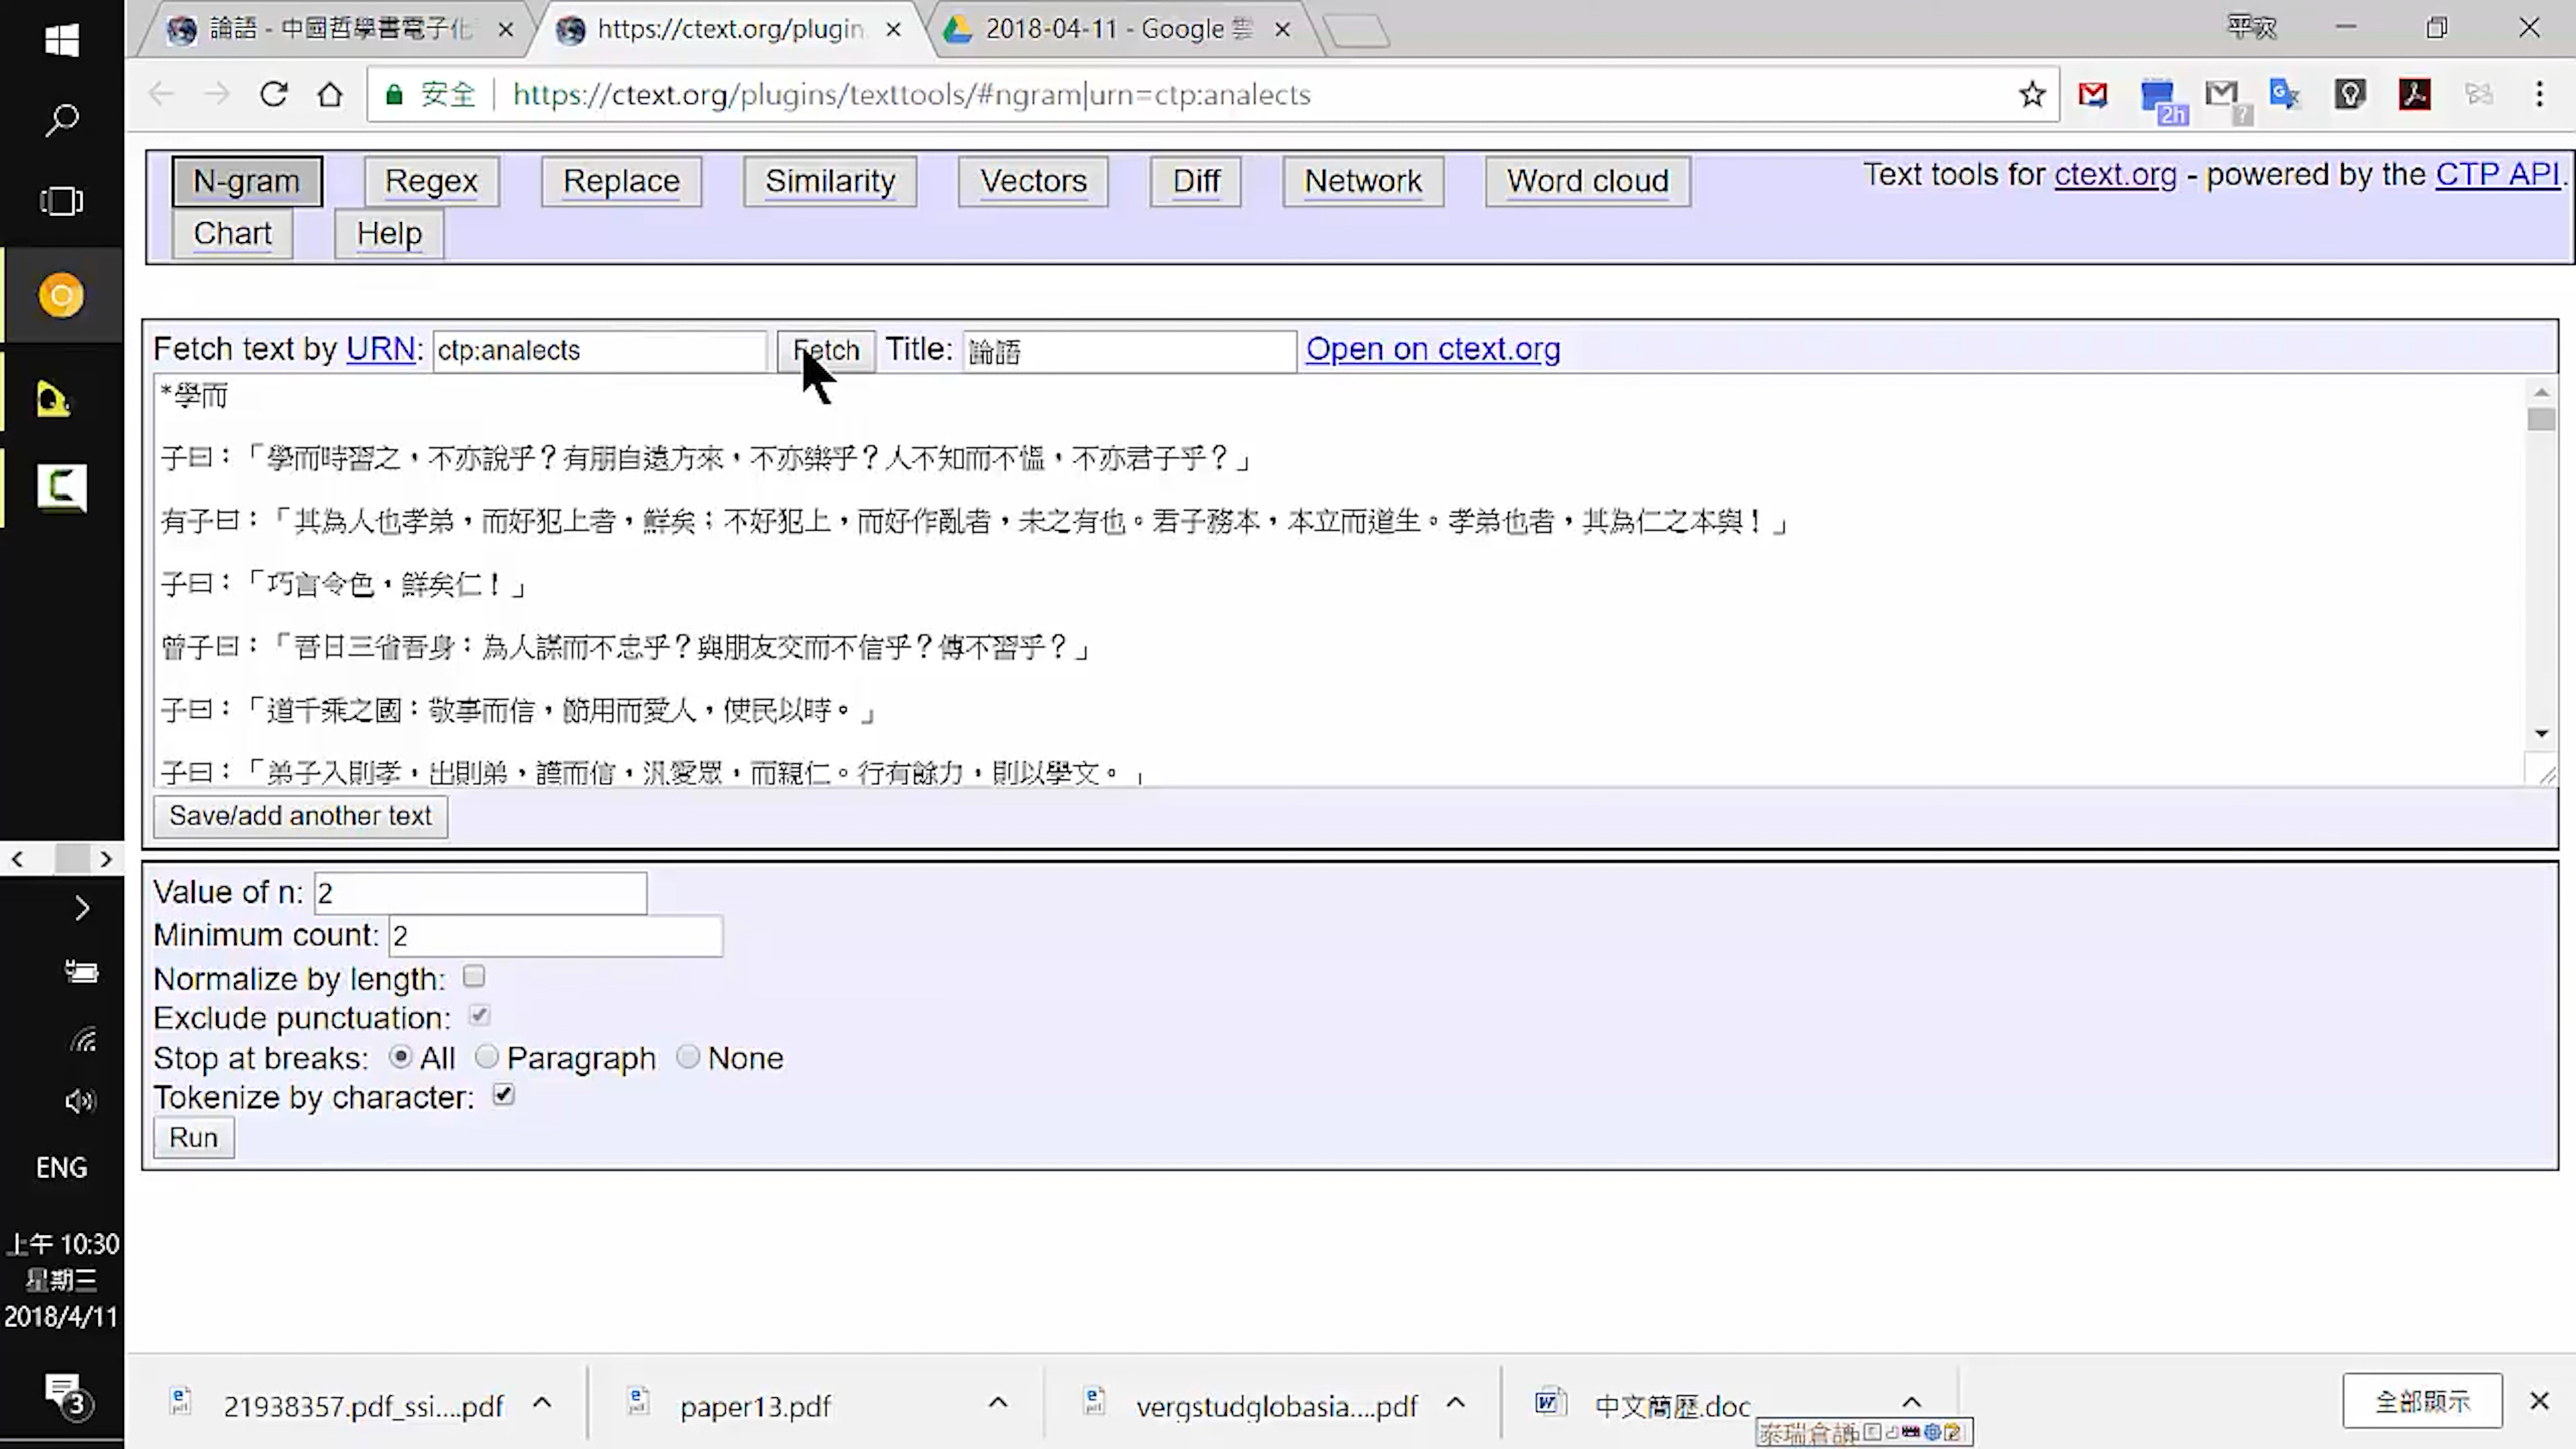 論語 - 中國哲學書電子化
https://ctext.org/plugin
2018-04-11 - Google 雲
安全
https://ctext.org/plugins/texttools/#ngram|urn=ctp:analects
2h
?
N-gram
Regex
Replace
Similarity
Vectors
Diff
Network
Word cloud
Text tools for ctext.org - powered by the CTP API.
Chart
Help
Fetch text by URN: ctp:analects Fetch Title: 論語 Open on ctext.org
*學而
子曰：「學而時習之，不亦說乎？有朋自遠方來，不亦樂乎？人不知而不慍，不亦君子乎？」
有子曰：「其為人也孝弟，而好犯上者，鮮矣；不好犯上，而好作亂者，未之有也。君子務本，本立而道生。孝弟也者，其為仁之本與！」
子曰：「巧言令色，鮮矣仁！」
曾子曰：「吾日三省吾身：為人謀而不忠乎？與朋友交而不信乎？傳不習乎？」
子曰：「道千乘之國：敬事而信，節用而愛人，使民以時。」
子曰：「弟子入則孝，出則弟，謹而信，汎愛眾，而親仁。行有餘力，則以學文。」
Save/add another text
Value of n: 2
Minimum count: 2
Normalize by length:
Exclude punctuation:
Stop at breaks: All Paragraph None
Tokenize by character:
Run
ENG
上午 10:30
星期三
2018/4/11
3
21938357.pdf_ssi....pdf
paper13.pdf
vergstudglobasia....pdf
中文簡歷.doc
全部顯示